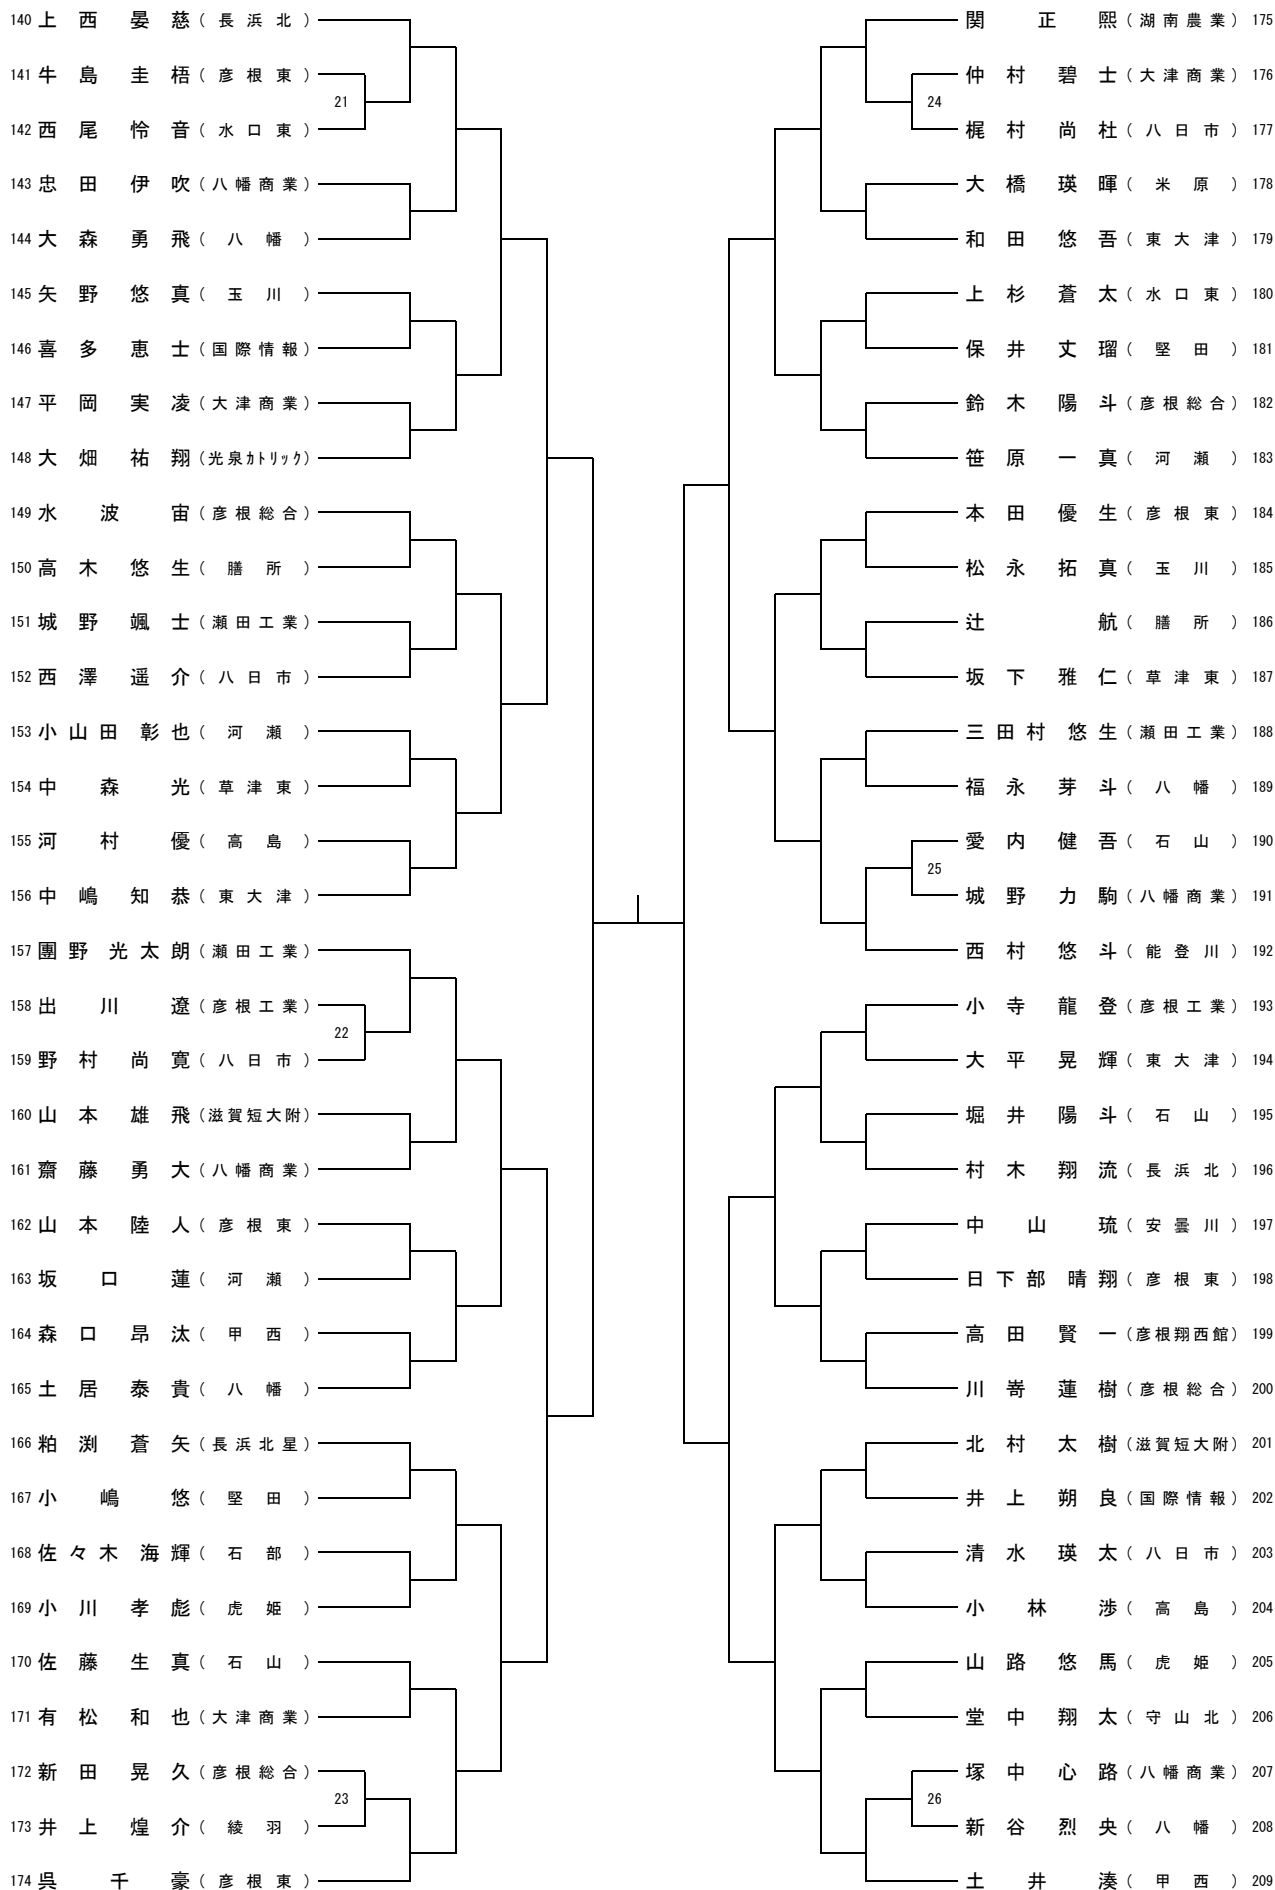 140 上西晏慈 (長浜北)
141 牛島圭梧 (彦根東)
21
142 西尾怜音 (水口東)
143 忠田伊吹 (八幡商業)
144 大森勇飛 (八幡)
145 矢野悠真 (玉川)
146 喜多恵士 (国際情報)
147 平岡実凌 (大津商業)
148 大畑祐翔 (光泉カトリック)
149 水波宙 (彦根総合)
150 高木悠生 (膳所)
151 城野颯士 (瀬田工業)
152 西澤遥介 (八日市)
153 小山田彰也 (河瀬)
154 中森光 (草津東)
155 河村優 (高島)
156 中嶋知恭 (東大津)
157 團野光太朗 (瀬田工業)
158 出川遼 (彦根工業)
22
159 野村尚寛 (八日市)
160 山本雄飛 (滋賀短大附)
161 齋藤勇大 (八幡商業)
162 山本陸人 (彦根東)
163 坂口蓮 (河瀬)
164 森口昂汰 (甲西)
165 土居泰貴 (八幡)
166 粕渕蒼矢 (長浜北星)
167 小嶋悠 (堅田)
168 佐々木海輝 (石部)
169 小川孝彪 (虎姫)
170 佐藤生真 (石山)
171 有松和也 (大津商業)
172 新田晃久 (彦根総合)
23
173 井上煌介 (綾羽)
174 呉千豪 (彦根東)
関正熙 (湖南農業) 175
仲村碧士 (大津商業) 176
24
梶村尚杜 (八日市) 177
大橋瑛暉 (米原) 178
和田悠吾 (東大津) 179
上杉蒼太 (水口東) 180
保井丈瑠 (堅田) 181
鈴木陽斗 (彦根総合) 182
笹原一真 (河瀬) 183
本田優生 (彦根東) 184
松永拓真 (玉川) 185
辻航 (膳所) 186
坂下雅仁 (草津東) 187
三田村悠生 (瀬田工業) 188
福永芽斗 (八幡) 189
愛内健吾 (石山) 190
25
城野力駒 (八幡商業) 191
西村悠斗 (能登川) 192
小寺龍登 (彦根工業) 193
大平晃輝 (東大津) 194
堀井陽斗 (石山) 195
村木翔流 (長浜北) 196
中山琉 (安曇川) 197
日下部晴翔 (彦根東) 198
高田賢一 (彦根翔西館) 199
川嵜蓮樹 (彦根総合) 200
北村太樹 (滋賀短大附) 201
井上朔良 (国際情報) 202
清水瑛太 (八日市) 203
小林渉 (高島) 204
山路悠馬 (虎姫) 205
堂中翔太 (守山北) 206
塚中心路 (八幡商業) 207
26
新谷烈央 (八幡) 208
土井湊 (甲西) 209